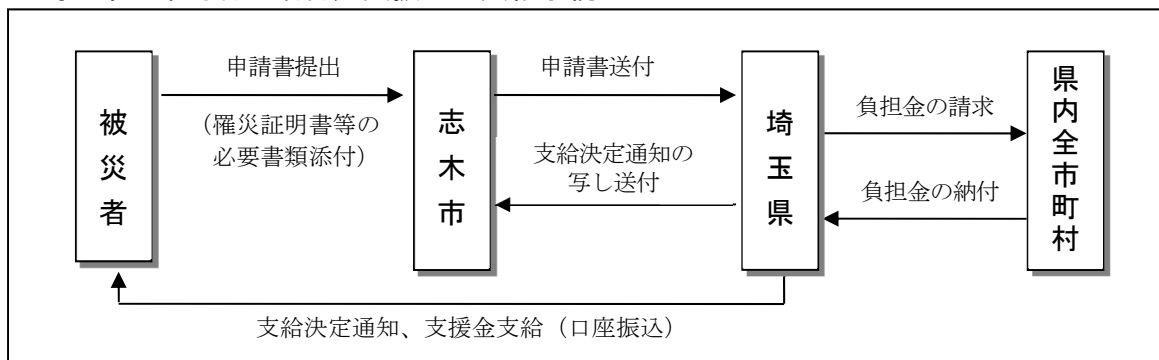 申請書提出
(罹災証明書等の
必要書類添付)
申請書送付
支給決定通知の
写し送付
負担金の請求
負担金の納付
被災者
志木市
埼玉県
県内全市町村
支給決定通知、支援金支給(口座振込)